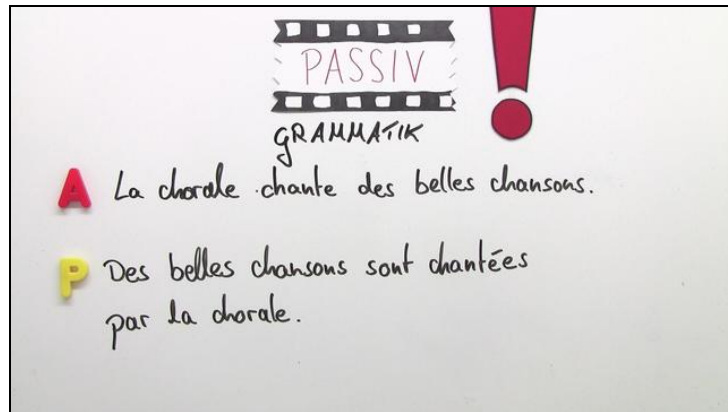 PASSIV
GRAMMATIK
A La chorale chante des belles chansons.
P Des belles chansons sont chantées
par la chorale.